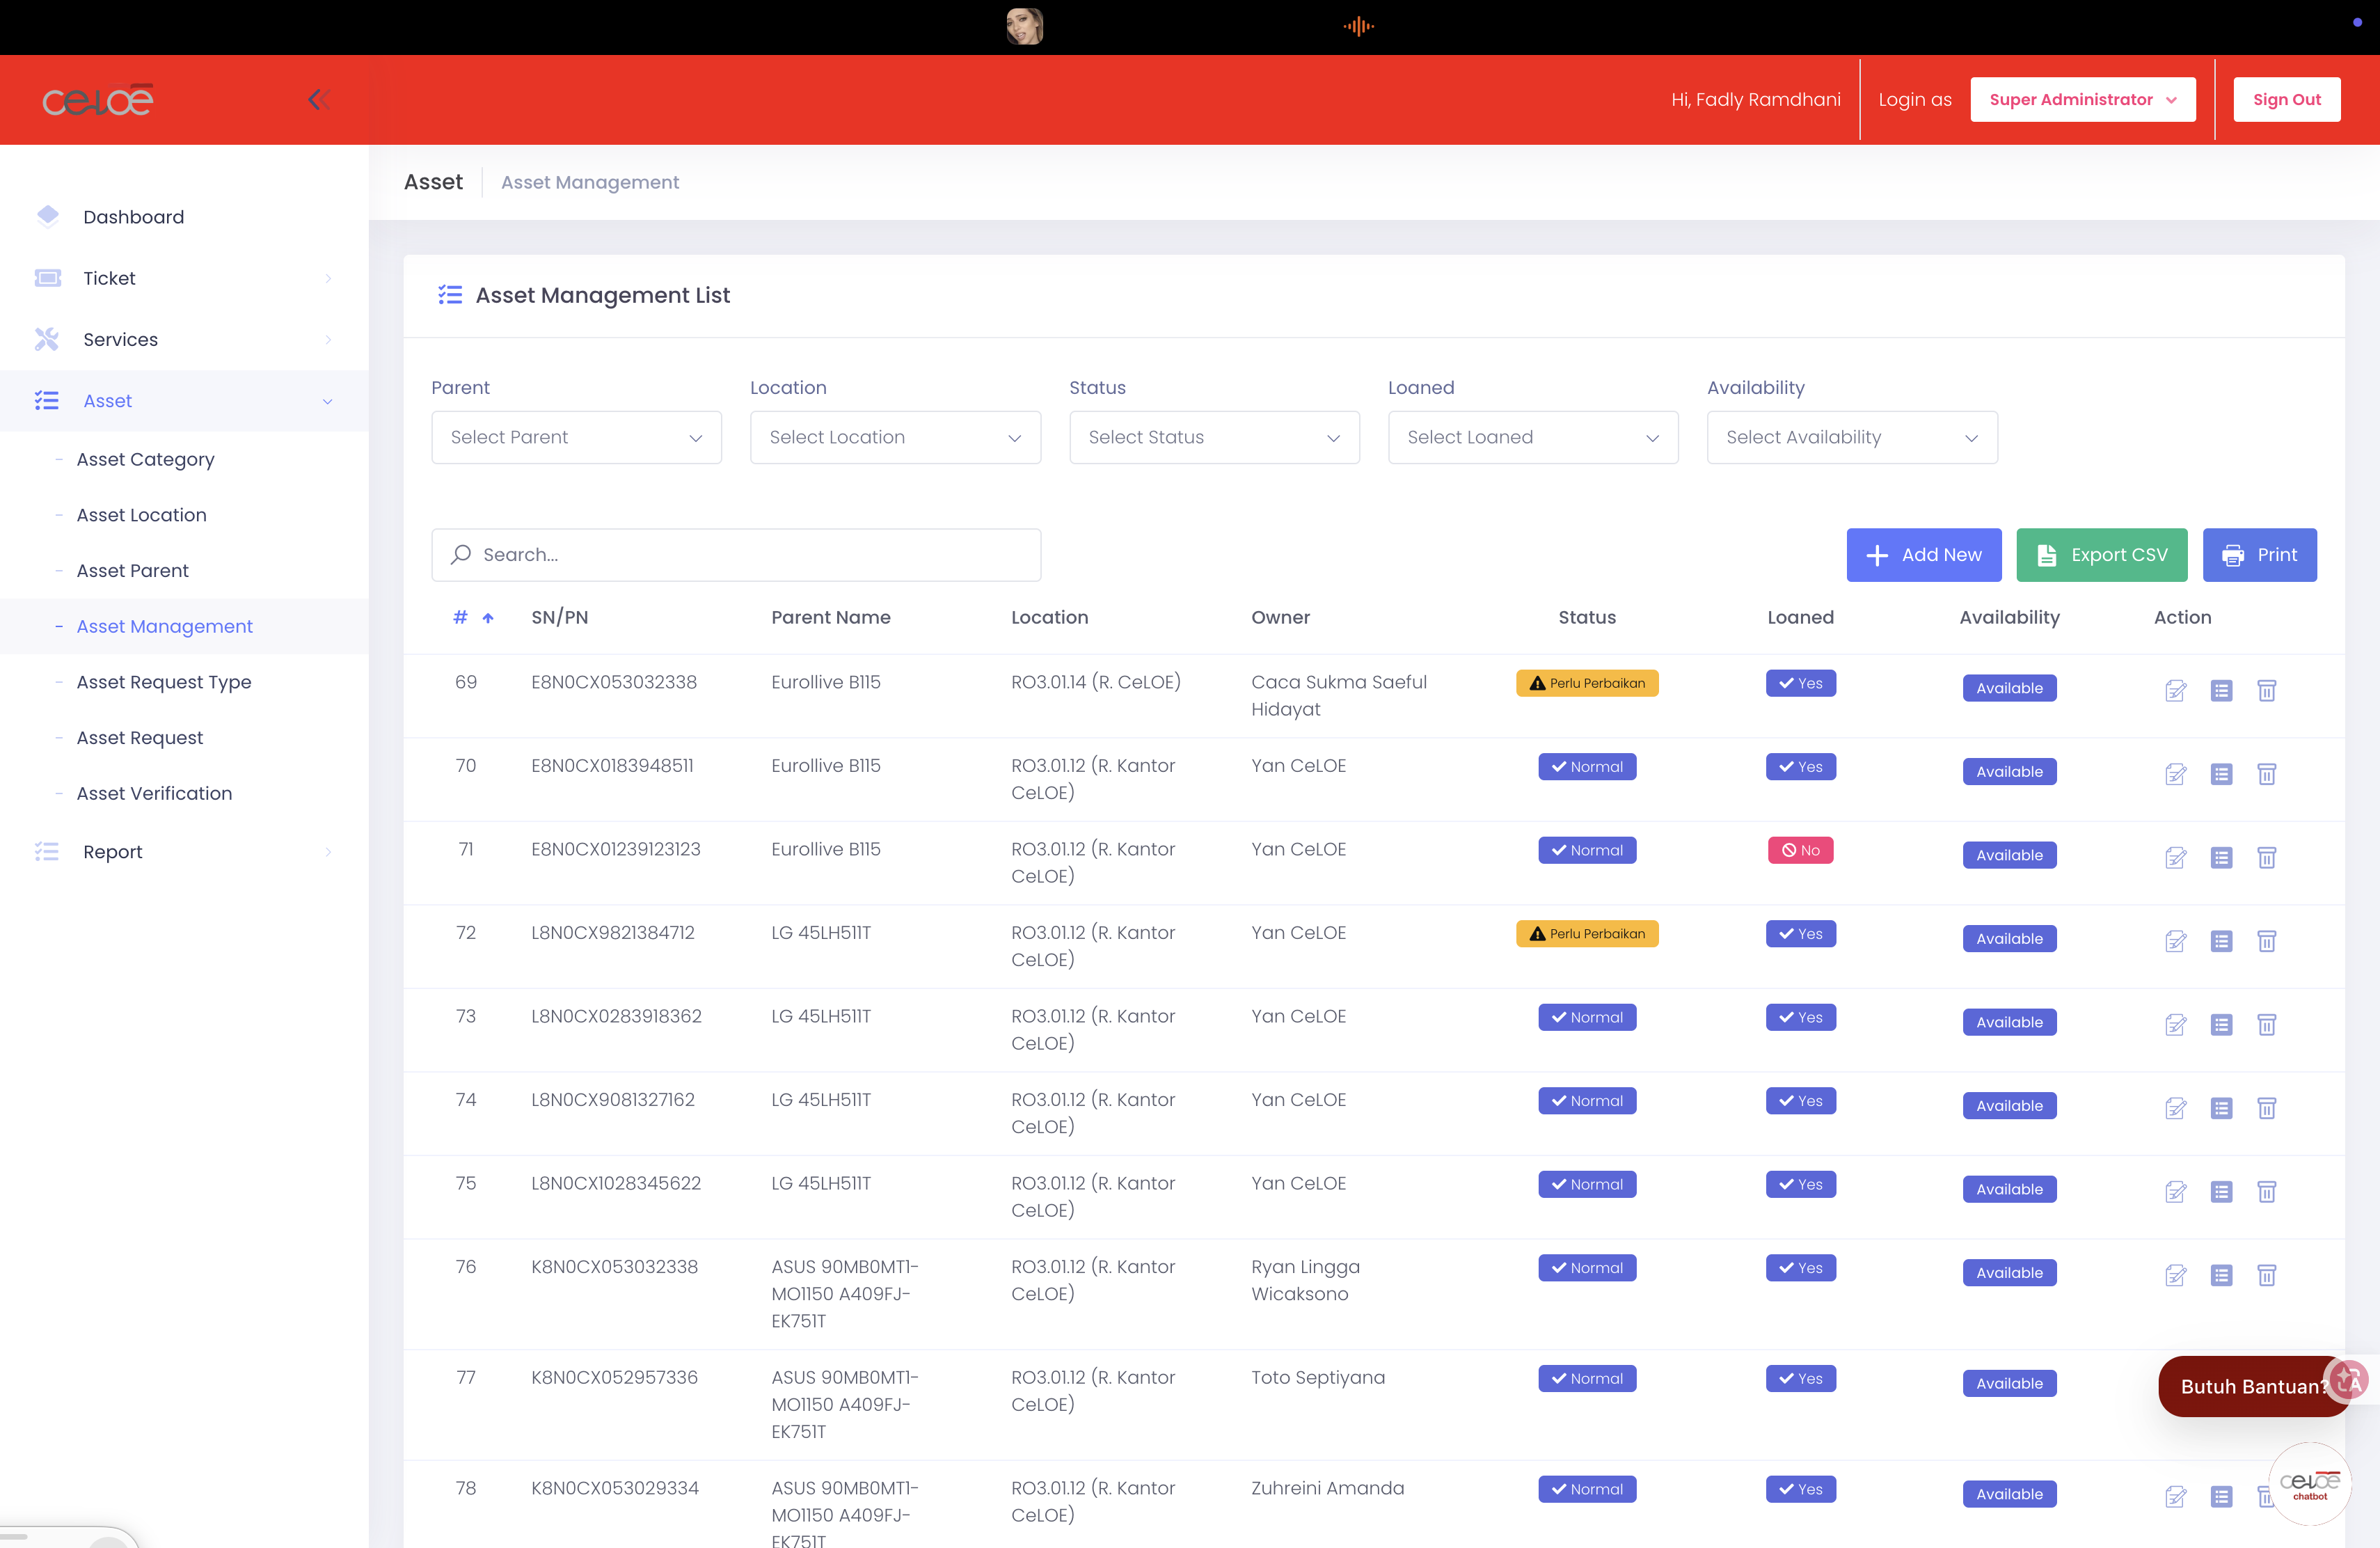 celoe
Hi, Fadly Ramdhani
Login as
Super Administrator
Sign Out
Asset
Asset Management
Dashboard
Ticket
Services
Asset
Asset Category
Asset Location
Asset Parent
Asset Management
Asset Request Type
Asset Request
Asset Verification
Report
Asset Management List
Parent
Location
Status
Loaned
Availability
Select Parent
Select Location
Select Status
Select Loaned
Select Availability
Search...
Add New
Export CSV
Print
# SN/PN Parent Name Location Owner Status Loaned Availability Action
69 E8N0CX053032338 Eurollive B115 RO3.01.14 (R. CeLOE) Caca Sukma Saeful Perlu Perbaikan Yes Available
Hidayat
70 E8N0CX0183948511 Eurollive B115 RO3.01.12 (R. Kantor Yan CeLOE Normal Yes Available
CeLOE)
71 E8N0CX01239123123 Eurollive B115 RO3.01.12 (R. Kantor Yan CeLOE Normal No Available
CeLOE)
72 L8N0CX9821384712 LG 45LH511T RO3.01.12 (R. Kantor Yan CeLOE Perlu Perbaikan Yes Available
CeLOE)
73 L8N0CX0283918362 LG 45LH511T RO3.01.12 (R. Kantor Yan CeLOE Normal Yes Available
CeLOE)
74 L8N0CX9081327162 LG 45LH511T RO3.01.12 (R. Kantor Yan CeLOE Normal Yes Available
CeLOE)
75 L8N0CX1028345622 LG 45LH511T RO3.01.12 (R. Kantor Yan CeLOE Normal Yes Available
CeLOE)
76 K8N0CX053032338 ASUS 90MB0MT1- RO3.01.12 (R. Kantor Ryan Lingga Normal Yes Available
MO1150 A409FJ- CeLOE) Wicaksono
EK751T
77 K8N0CX052957336 ASUS 90MB0MT1- RO3.01.12 (R. Kantor Toto Septiyana Normal Yes Available
MO1150 A409FJ- CeLOE)
EK751T
Butuh Bantuan?
78 K8N0CX053029334 ASUS 90MB0MT1- RO3.01.12 (R. Kantor Zuhreini Amanda Normal Yes Available
MO1150 A409FJ- CeLOE)
EK751T
celoe
chatbot